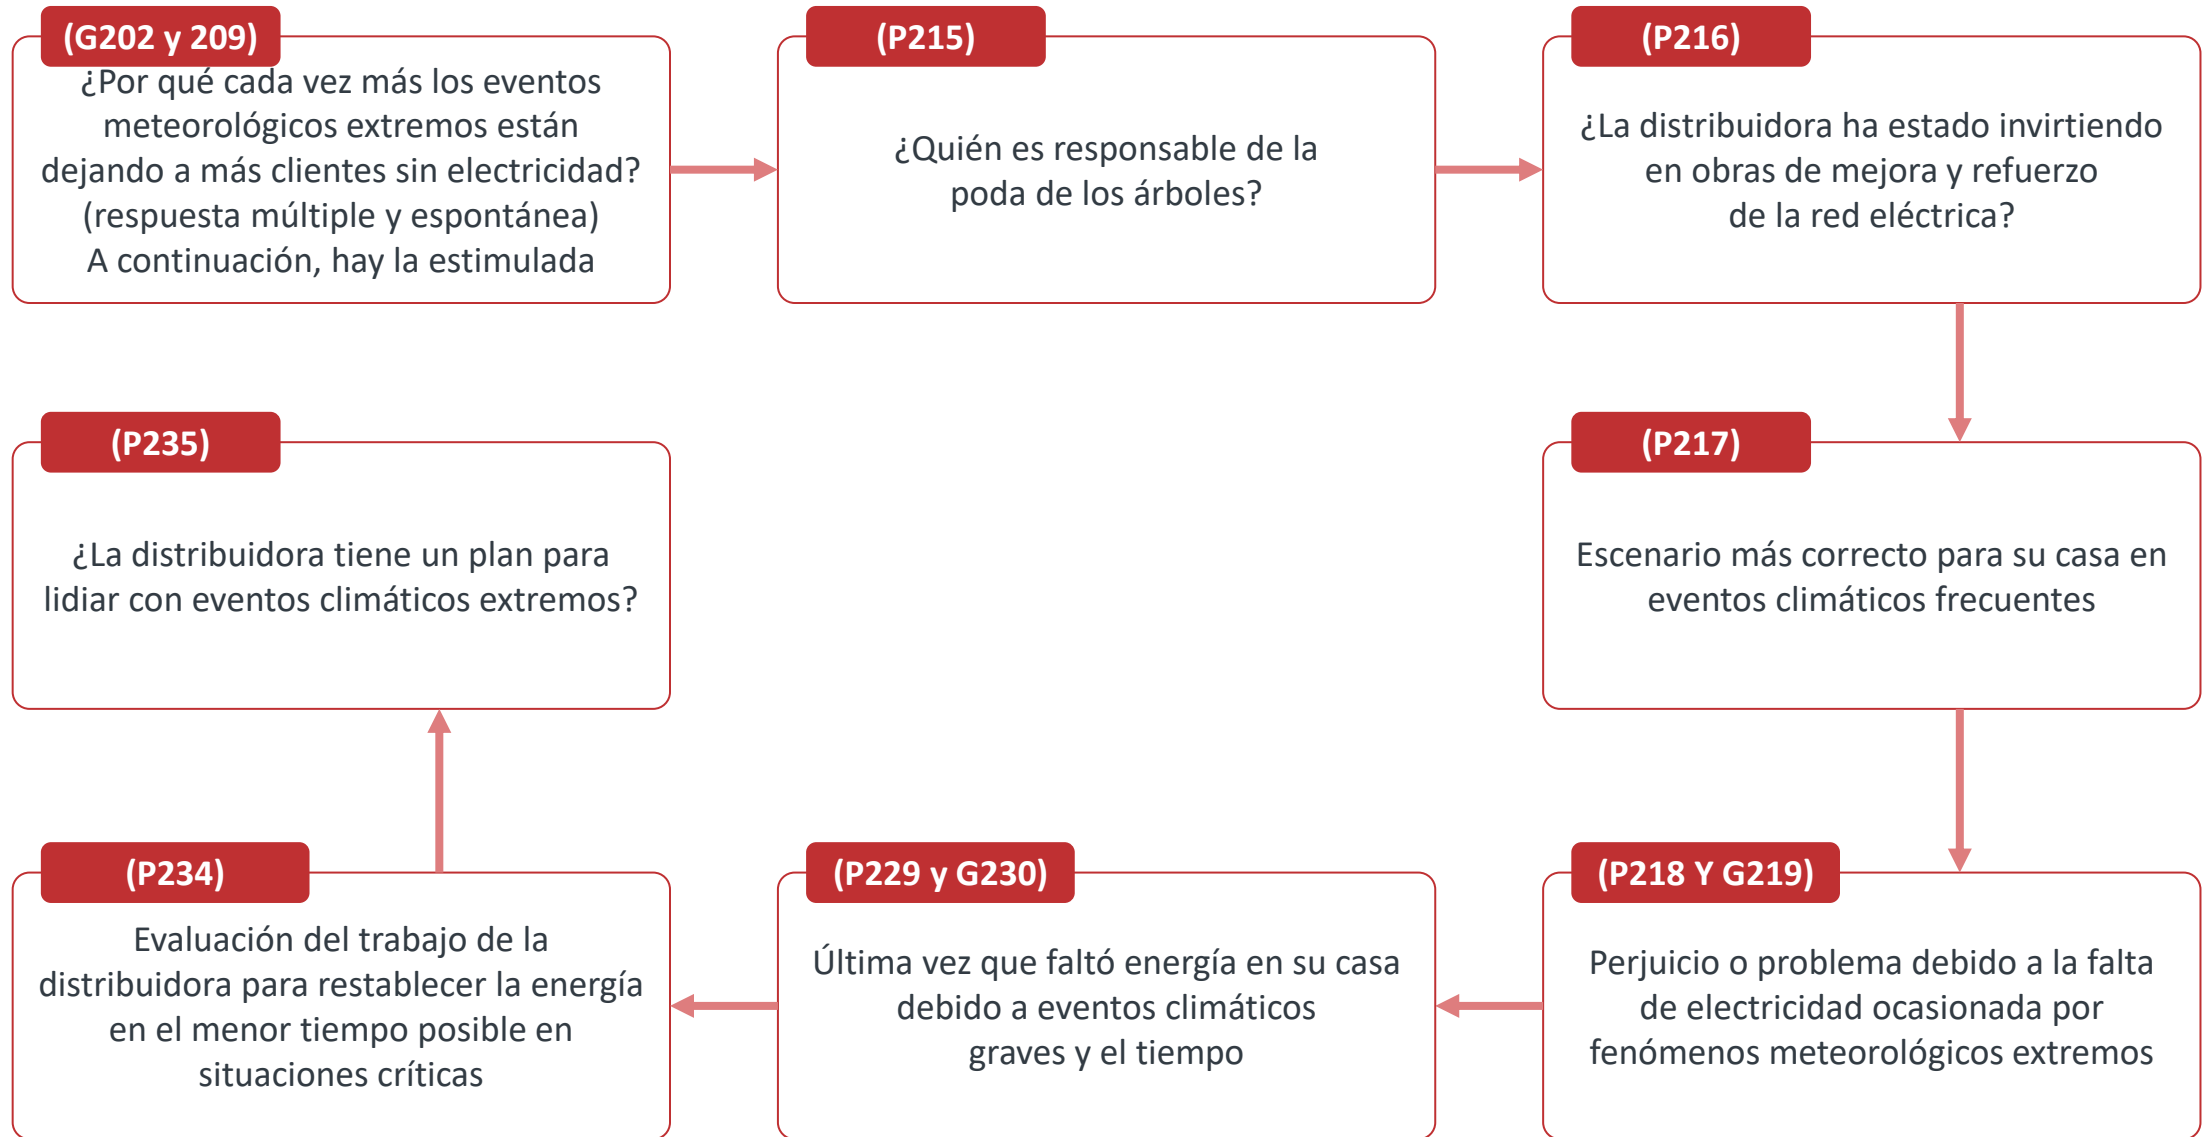 (G202 y 209)
¿Por qué cada vez más los eventos
meteorológicos extremos están
dejando a más clientes sin electricidad?
(respuesta múltiple y espontánea)
A continuación, hay la estimulada
(P215)
¿Quién es responsable de la
poda de los árboles?
(P216)
¿La distribuidora ha estado invirtiendo
en obras de mejora y refuerzo
de la red eléctrica?
(P217)
Escenario más correcto para su casa en
eventos climáticos frecuentes
(P218 Y G219)
Perjuicio o problema debido a la falta
de electricidad ocasionada por
fenómenos meteorológicos extremos
(P229 y G230)
Última vez que faltó energía en su casa
debido a eventos climáticos
graves y el tiempo
(P234)
Evaluación del trabajo de la
distribuidora para restablecer la energía
en el menor tiempo posible en
situaciones críticas
(P235)
¿La distribuidora tiene un plan para
lidiar con eventos climáticos extremos?